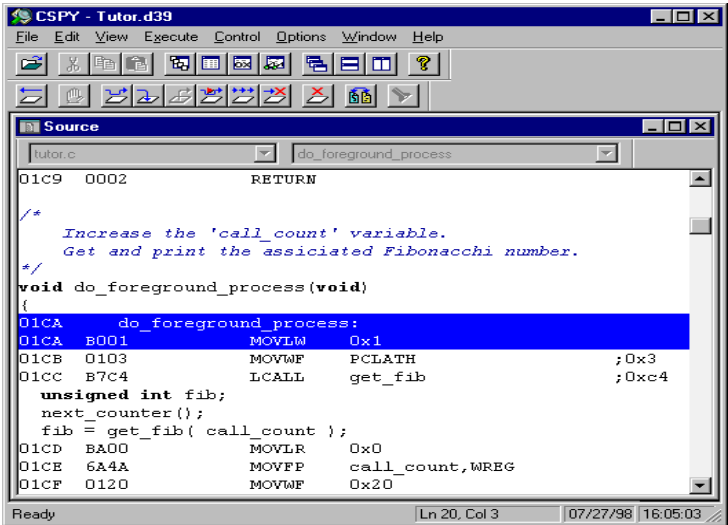 CSPY - Tutor.d39
File Edit View Execute Control Options Window Help
Source
tutor.c do_foreground_process
01C9 0002 RETURN
/*
Increase the 'call_count' variable.
Get and print the assiciated Fibonacchi number.
*/
void do_foreground_process(void)
{
01CA do_foreground_process:
01CA B001 MOVLW 0x1
01CB 0103 MOVWF PCLATH ;0x3
01CC B7C4 LCALL get_fib ;0xc4
unsigned int fib;
next_counter();
fib = get_fib( call_count );
01CD BA00 MOVLR 0x0
01CE 6A4A MOVFP call_count,WREG
01CF 0120 MOVWF 0x20
Ready Ln 20, Col 3 07/27/98 16:05:03